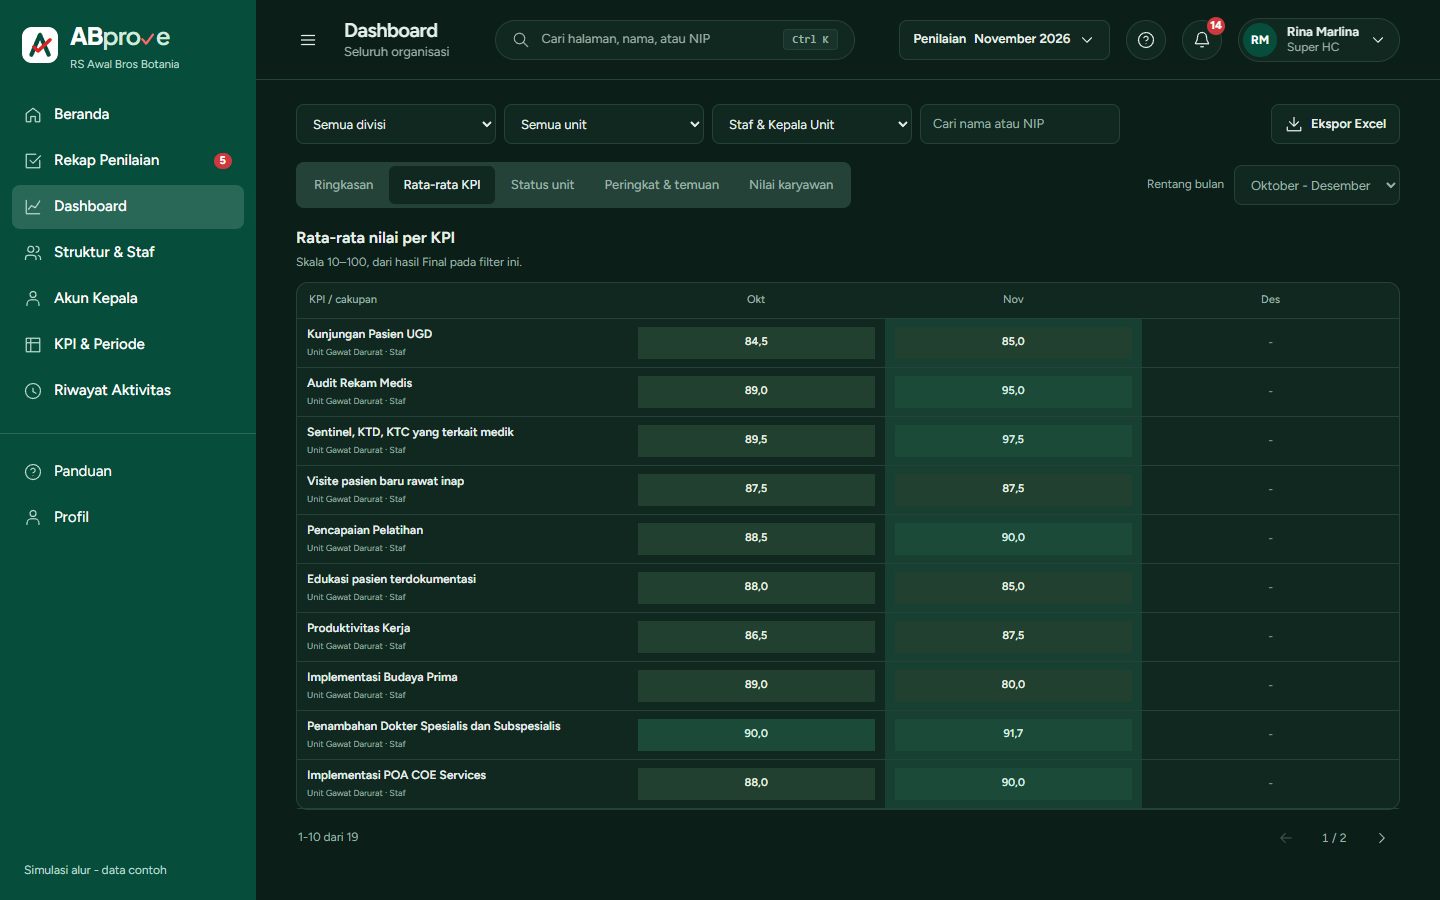 ABprove
RS Awal Bros Botania
Beranda
Rekap Penilaian 5
Dashboard
Struktur & Staf
Akun Kepala
KPI & Periode
Riwayat Aktivitas
Panduan
Profil
Simulasi alur - data contoh
Dashboard
Seluruh organisasi
Cari halaman, nama, atau NIP Ctrl K
Penilaian November 2026
14
RM
Rina Marlina
Super HC
Semua divisi
Semua unit
Staf & Kepala Unit
Cari nama atau NIP
Ekspor Excel
Ringkasan
Rata-rata KPI
Status unit
Peringkat & temuan
Nilai karyawan
Rentang bulan
Oktober - Desember
Rata-rata nilai per KPI
Skala 10–100, dari hasil Final pada filter ini.
KPI / cakupan Okt Nov Des
Kunjungan Pasien UGD
Unit Gawat Darurat · Staf
84,5 85,0 -
Audit Rekam Medis
Unit Gawat Darurat · Staf
89,0 95,0 -
Sentinel, KTD, KTC yang terkait medik
Unit Gawat Darurat · Staf
89,5 97,5 -
Visite pasien baru rawat inap
Unit Gawat Darurat · Staf
87,5 87,5 -
Pencapaian Pelatihan
Unit Gawat Darurat · Staf
88,5 90,0 -
Edukasi pasien terdokumentasi
Unit Gawat Darurat · Staf
88,0 85,0 -
Produktivitas Kerja
Unit Gawat Darurat · Staf
86,5 87,5 -
Implementasi Budaya Prima
Unit Gawat Darurat · Staf
89,0 80,0 -
Penambahan Dokter Spesialis dan Subspesialis
Unit Gawat Darurat · Staf
90,0 91,7 -
Implementasi POA COE Services
Unit Gawat Darurat · Staf
88,0 90,0 -
1-10 dari 19
1 / 2